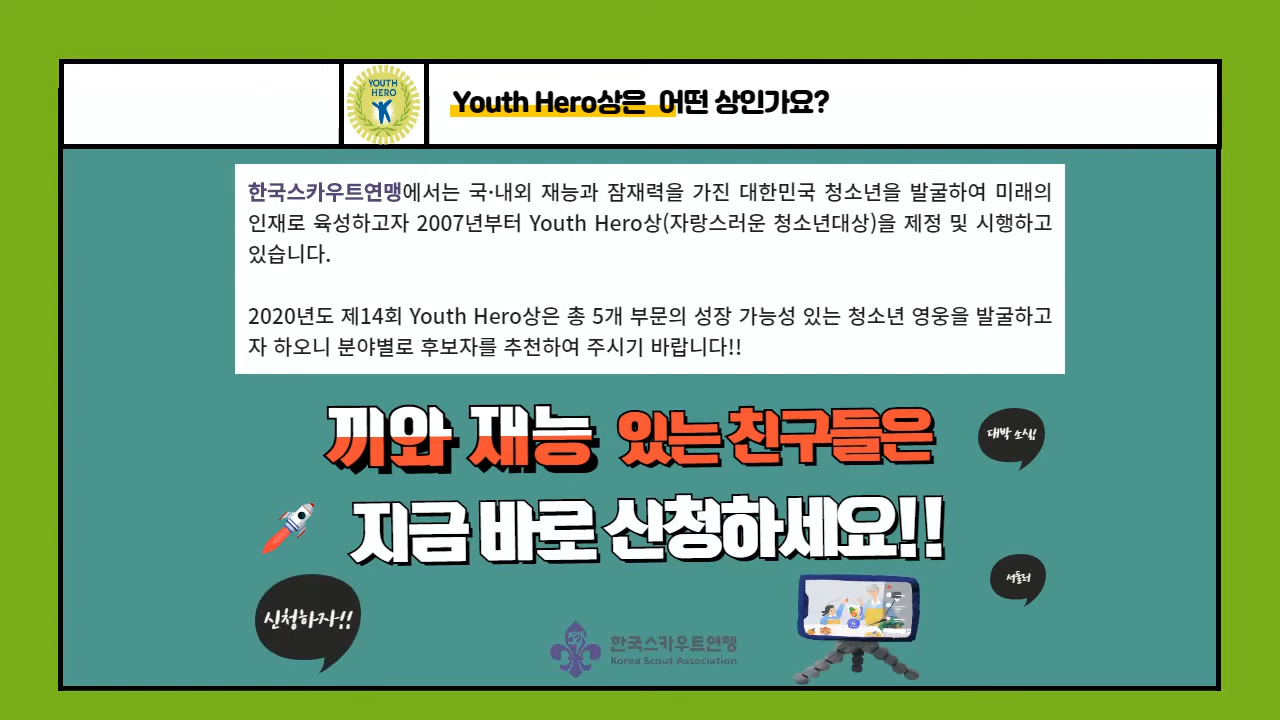 YOUTH
HERO
Youth Hero상은 어떤 상인가요?
한국스카우트연맹에서는 국·내외 재능과 잠재력을 가진 대한민국 청소년을 발굴하여 미래의
인재로 육성하고자 2007년부터 Youth Hero상(자랑스러운 청소년대상)을 제정 및 시행하고
있습니다.
2020년도 제14회 Youth Hero상은 총 5개 부문의 성장 가능성 있는 청소년 영웅을 발굴하고
자 하오니 분야별로 후보자를 추천하여 주시기 바랍니다!!
끼와 재능 있는 친구들은
대박 소식!
지금 바로 신청하세요!!
서둘러
신청하자!!
한국스카우트연맹
Korea Scout Association